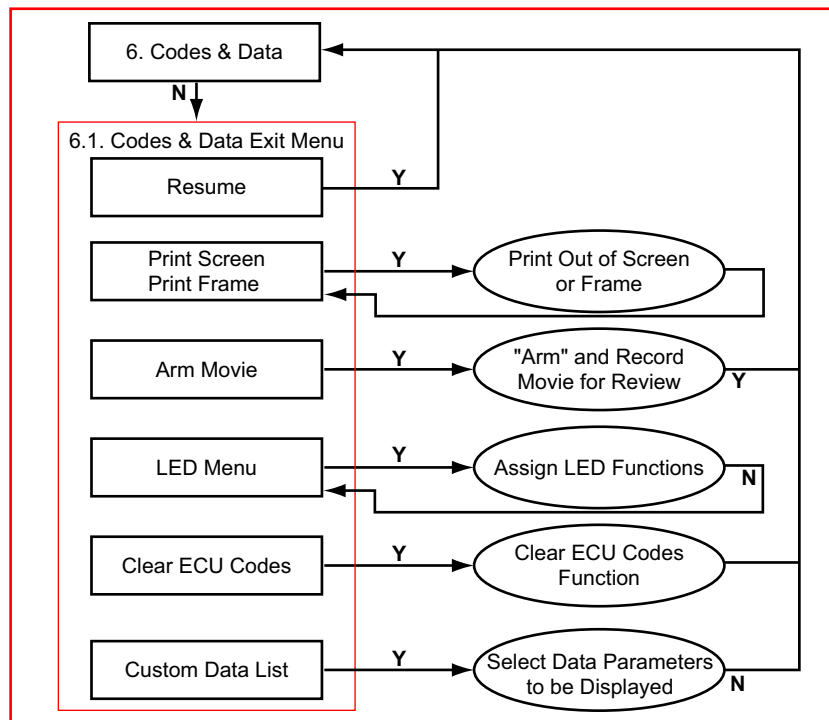 6. Codes & Data
N
6.1. Codes & Data Exit Menu
Resume
Y
Print Screen
Print Frame
Y
Print Out of Screen
or Frame
Arm Movie
Y
"Arm" and Record
Movie for Review
Y
LED Menu
Y
Assign LED Functions
N
Clear ECU Codes
Y
Clear ECU Codes
Function
Custom Data List
Y
Select Data Parameters
to be Displayed
N